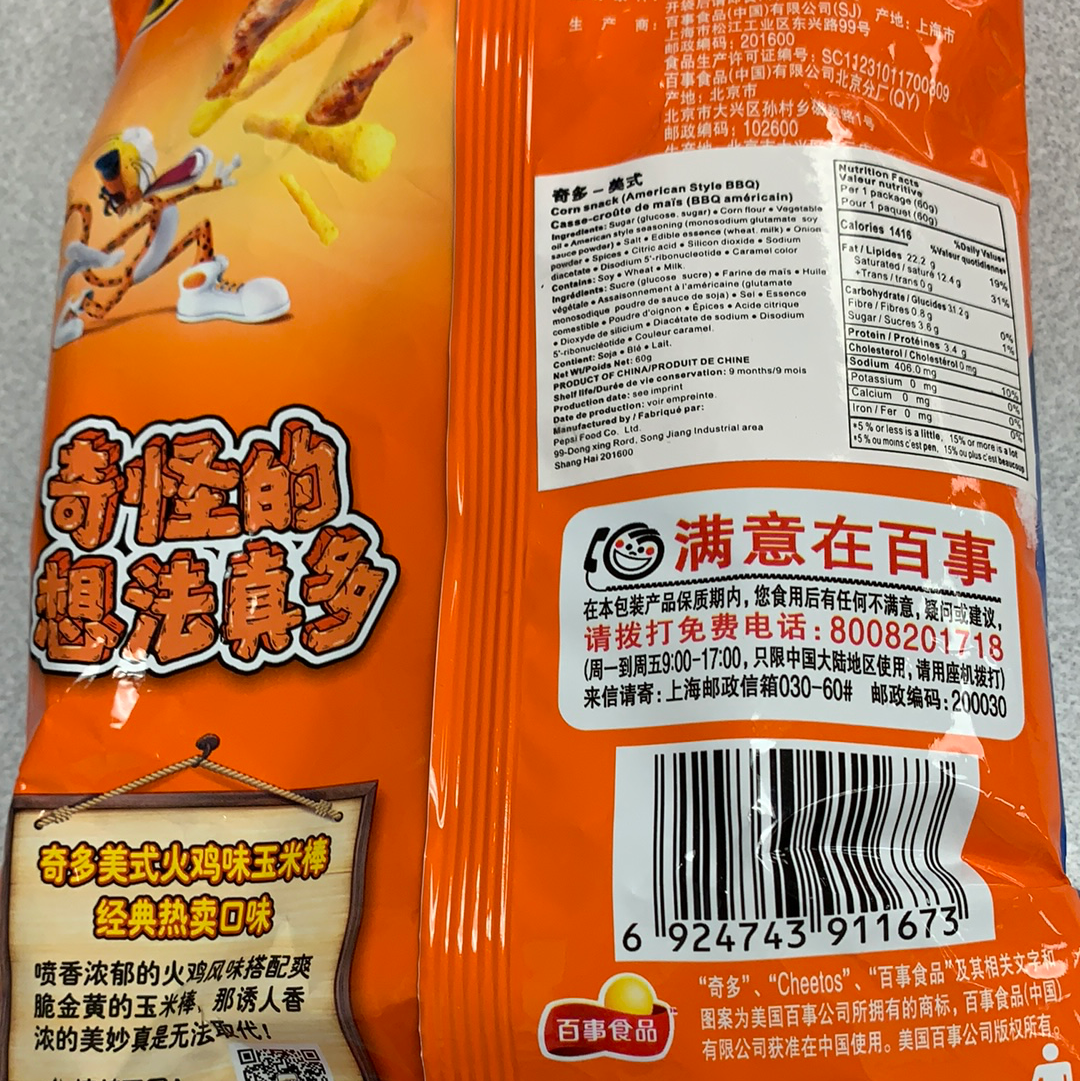 开袋后请
生 产 商：百事食品(中国)有限公司(SJ) 产地：上海市
上海市松江工业区东兴路99号
邮政编码：201600
食品生产许可证编号：SC11231011700809
百事食品(中国)有限公司北京分厂(QY)
产地：北京市
北京市大兴区孙村乡 路1号
邮政编码：102600
奇多 – 美式
Corn snack (American Style BBQ)
Casse-croûte de maïs (BBQ américain)
Ingredients: Sugar (glucose, sugar) • Corn flour • Vegetable
oil • American style seasoning (monosodium glutamate soy
sauce powder) • Salt • Edible essence (wheat, milk) • Onion
powder • Spices • Citric acid • Silicon dioxide • Sodium
diacetate • Disodium 5'-ribonucleotide • Caramel color
Contains: Soy • Wheat • Milk.
Ingrédients: Sucre (glucose sucre) • Farine de maïs • Huile
végétale • Assaisonnement à l'américaine (glutamate
monosodique poudre de sauce de soja) • Sel • Essence
comestible • Poudre d'oignon • Épices • Acide citrique
• Dioxyde de silicium • Diacétate de sodium • Disodium
5'-ribonucléotide • Couleur caramel.
Contient: Soja • Blé • Lait.
Net Wt/Poids Net: 60g
PRODUCT OF CHINA/PRODUIT DE CHINE
Shelf life/Durée de vie conservation: 9 months/9 mois
Production date: see imprint
Date de production: voir empreinte.
Manufactured by / Fabriqué par:
Pepsi Food Co. Ltd.
99-Dong xing Rord, Song Jiang Industrial area
Shang Hai 201600
Nutrition Facts
Valeur nutritive
Per 1 package (60g)
Pour 1 paquet (60g)
Calories 1416
%Daily Value*
%Valeur quotidienne*
Fat / Lipides 22.2 g 19%
Saturated / saturé 12.4 g
+Trans / trans 0 g 31%
Carbohydrate / Glucides 31.2 g
Fibre / Fibres 0.8 g 0%
Sugar / Sucres 3.6 g 1%
Protein / Protéines 3.4 g
Cholesterol / Cholestérol 0 mg
Sodium 406.0 mg 10%
Potassium 0 mg 0%
Calcium 0 mg 0%
Iron / Fer 0 mg 0%
*5 % or less is a little, 15% or more is a lot
*5 % ou moins c'est pen, 15% ou plus c'est beaucoup
奇怪的
想法真多
满意在百事
在本包装产品保质期内，您食用后有任何不满意，疑问或建议，
请拨打免费电话：8008201718
(周一到周五9:00-17:00，只限中国大陆地区使用，请用座机拨打)
来信请寄：上海邮政信箱030-60# 邮政编码：200030
6 924743 911673
奇多美式火鸡味玉米棒
经典热卖口味
喷香浓郁的火鸡风味搭配爽
脆金黄的玉米棒，那诱人香
浓的美妙真是无法取代！
百事食品
“奇多”、“Cheetos”、“百事食品”及其相关文字和
图案为美国百事公司所拥有的商标，百事食品(中国)
有限公司获准在中国使用。美国百事公司版权所有。